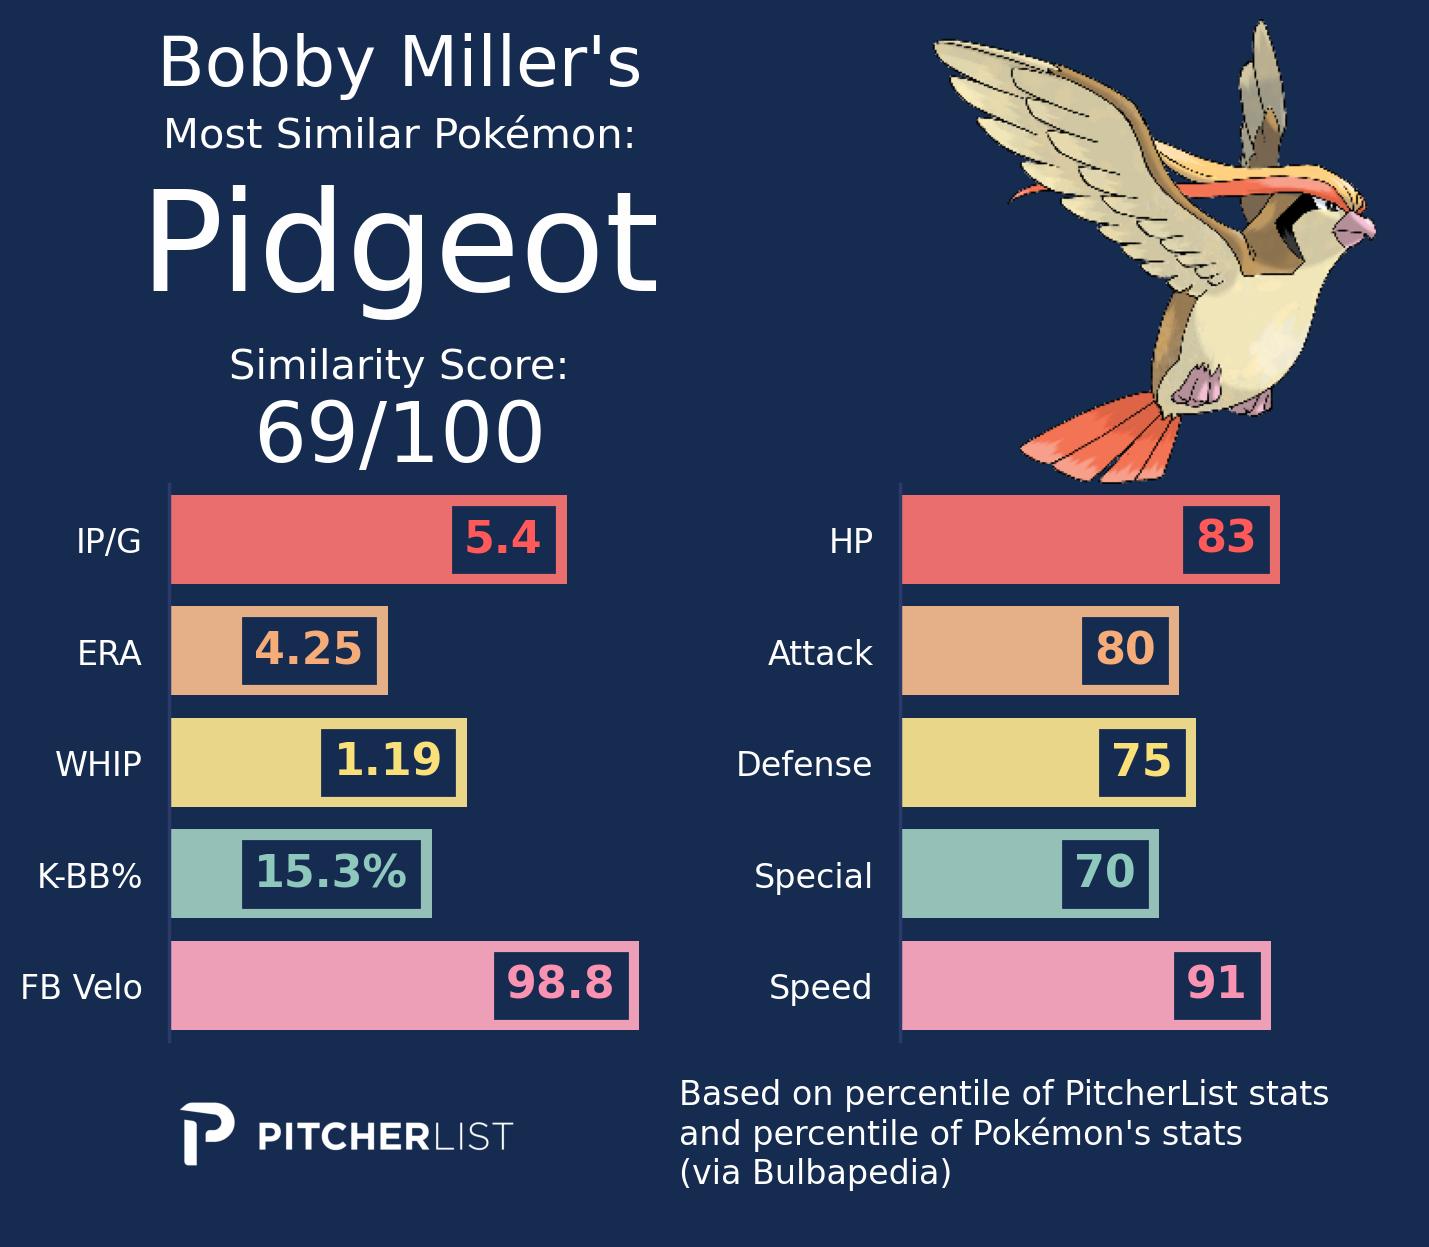 Bobby Miller's
Most Similar Pokémon:
Pidgeot
Similarity Score:
69/100
IP/G 5.4
ERA 4.25
WHIP 1.19
K-BB% 15.3%
FB Velo 98.8
HP 83
Attack 80
Defense 75
Special 70
Speed 91
PITCHERLIST
Based on percentile of PitcherList stats
and percentile of Pokémon's stats
(via Bulbapedia)